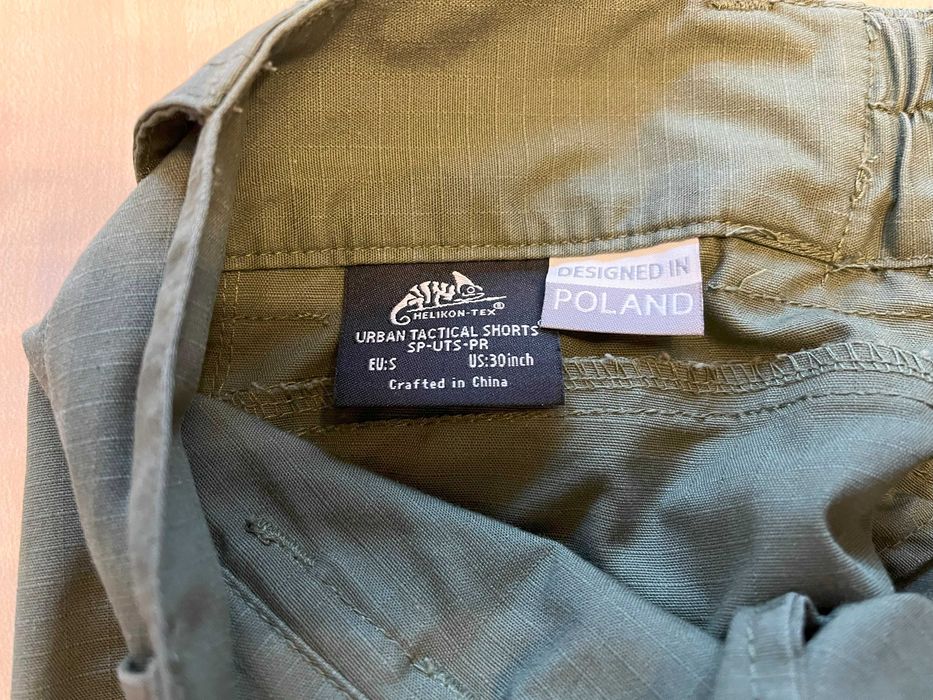 HELIKON-TEX®
URBAN TACTICAL SHORTS®
SP-UTS-PR
EU:S US:30inch
Crafted in China
DESIGNED IN
POLAND